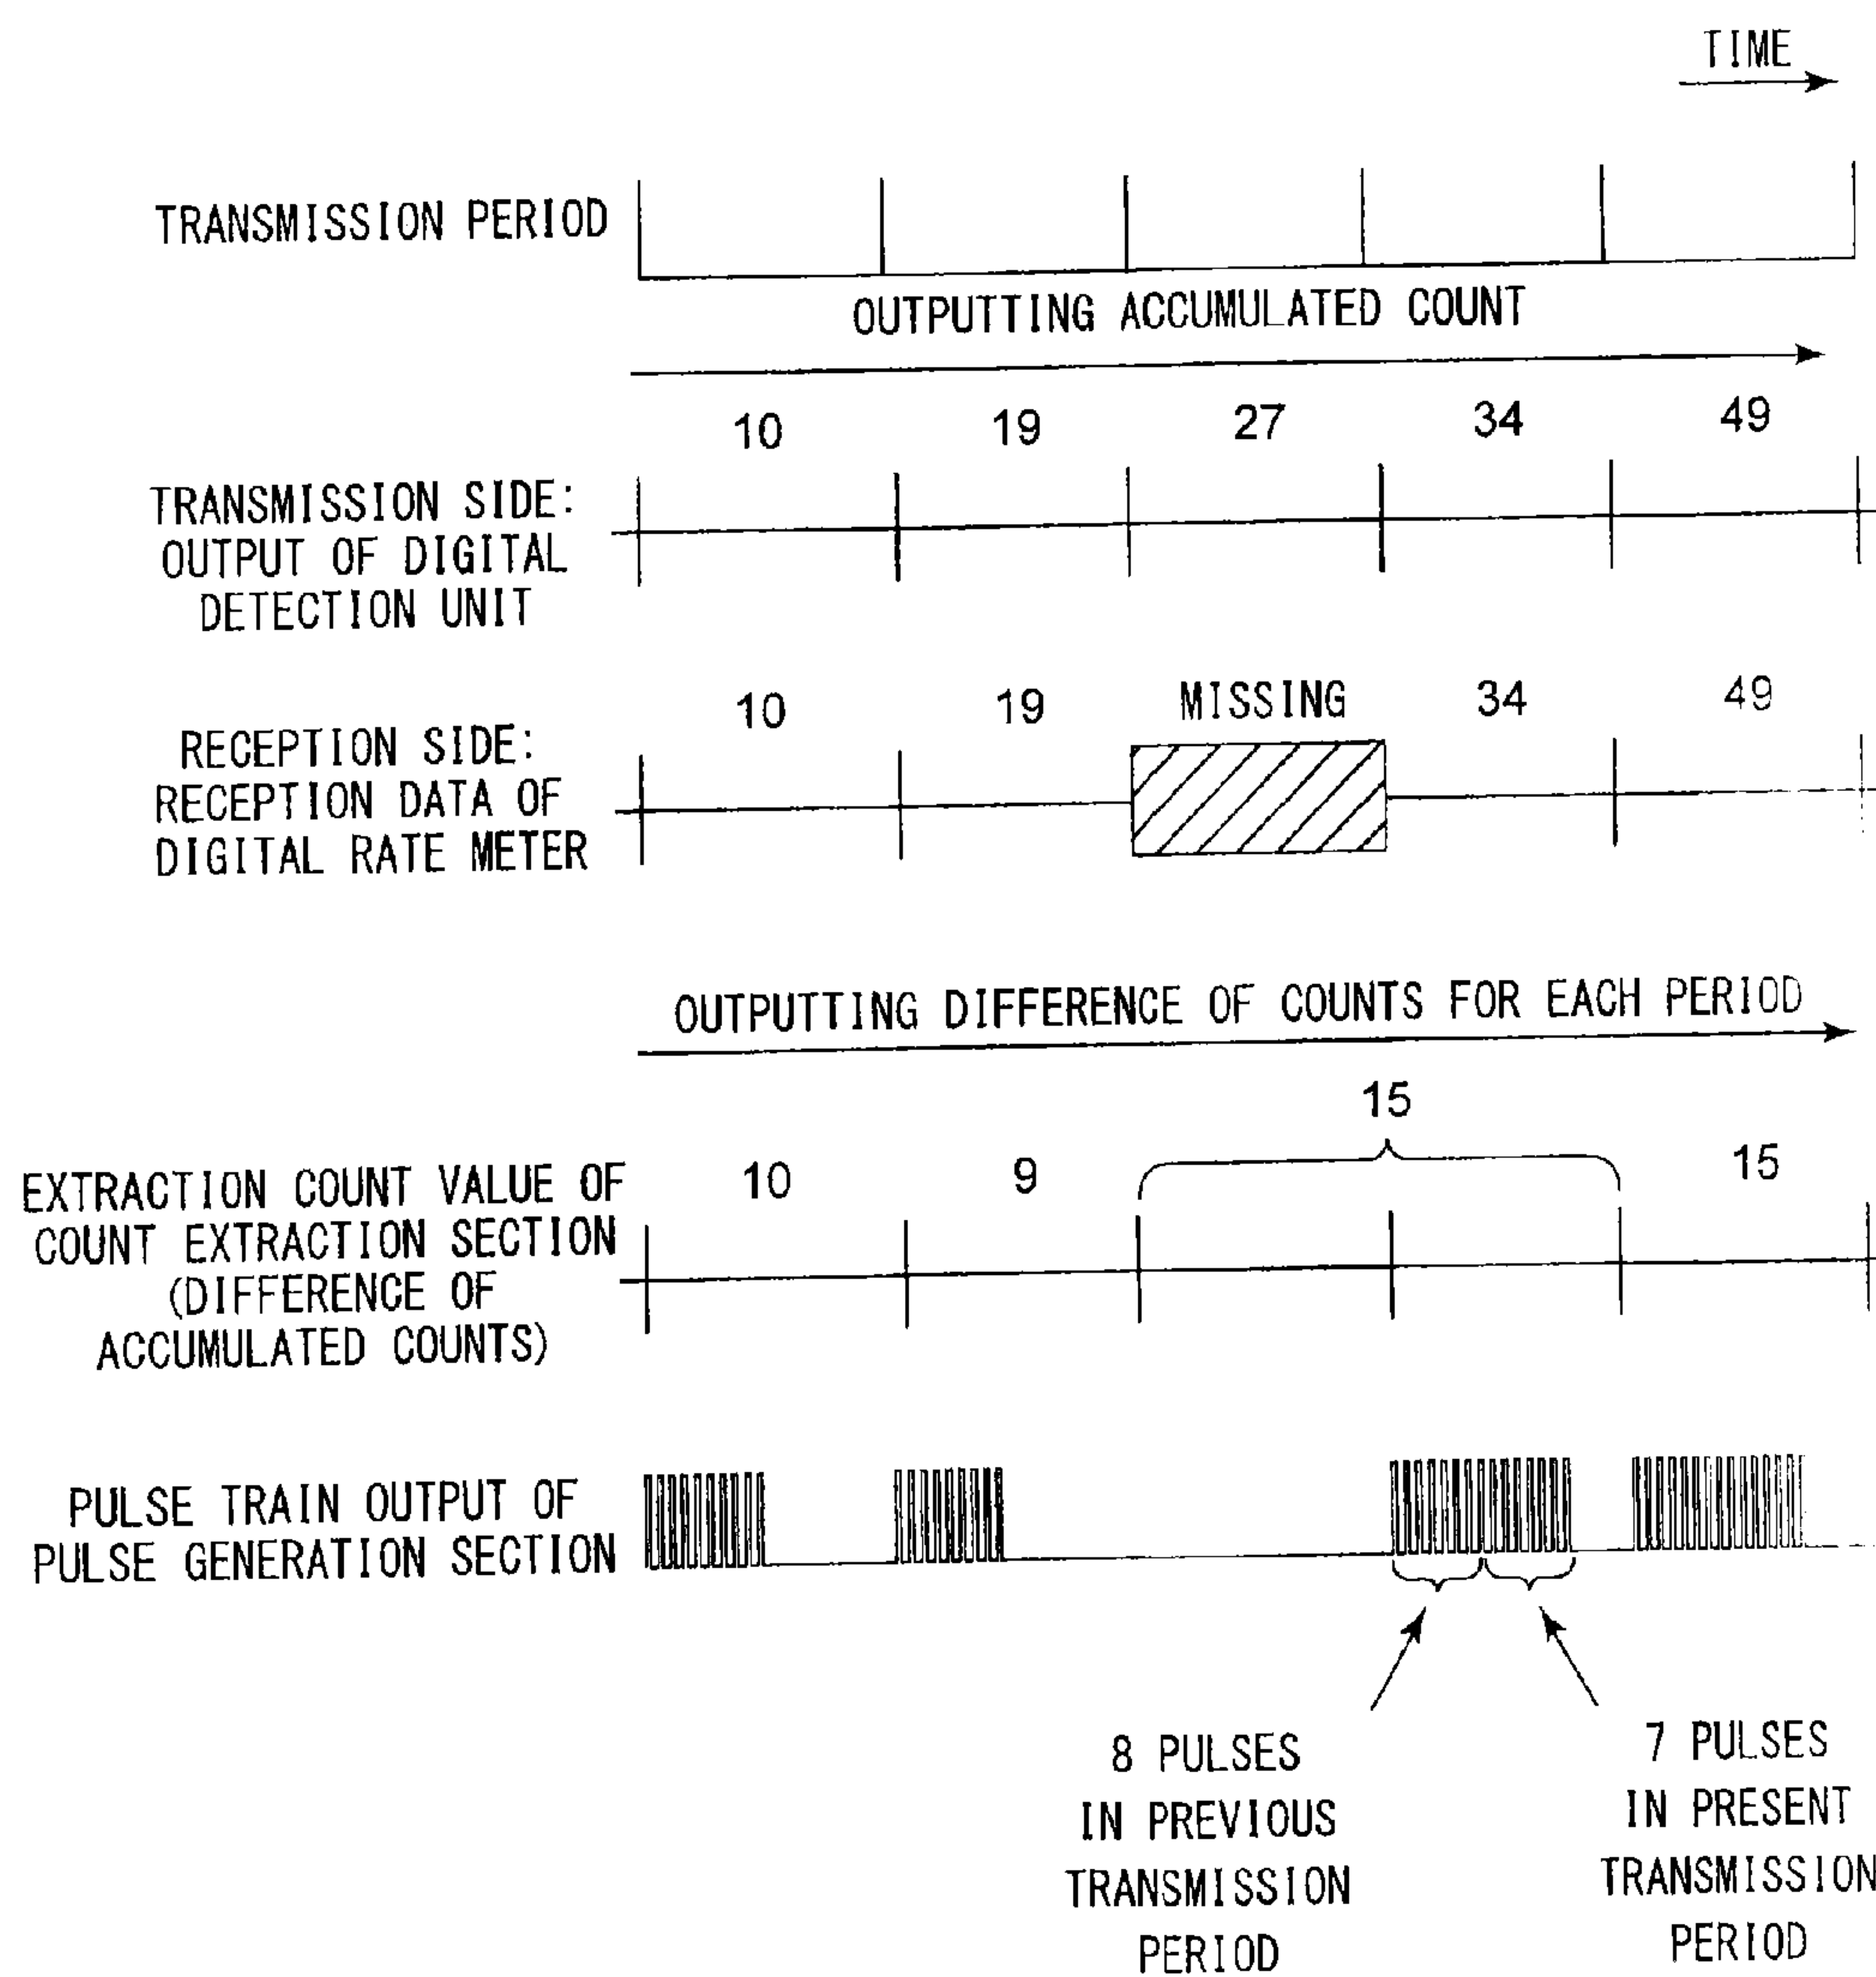 TIME
TRANSMISSION PERIOD
OUTPUTTING ACCUMULATED COUNT
10 19 27 34 49
TRANSMISSION SIDE:
OUTPUT OF DIGITAL
DETECTION UNIT
10 19 MISSING 34 49
RECEPTION SIDE:
RECEPTION DATA OF
DIGITAL RATE METER
OUTPUTTING DIFFERENCE OF COUNTS FOR EACH PERIOD
15
10 9 15
EXTRACTION COUNT VALUE OF
COUNT EXTRACTION SECTION
(DIFFERENCE OF
ACCUMULATED COUNTS)
PULSE TRAIN OUTPUT OF
PULSE GENERATION SECTION
8 PULSES
IN PREVIOUS
TRANSMISSION
PERIOD
7 PULSES
IN PRESENT
TRANSMISSION
PERIOD